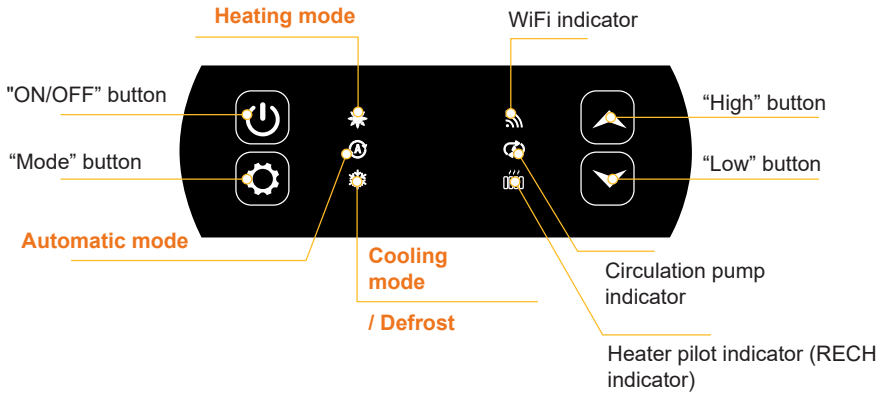 Heating mode
WiFi indicator
"ON/OFF” button
“High” button
“Mode” button
“Low” button
A
Automatic mode
Cooling
mode
/ Defrost
Circulation pump
indicator
Heater pilot indicator (RECH
indicator)